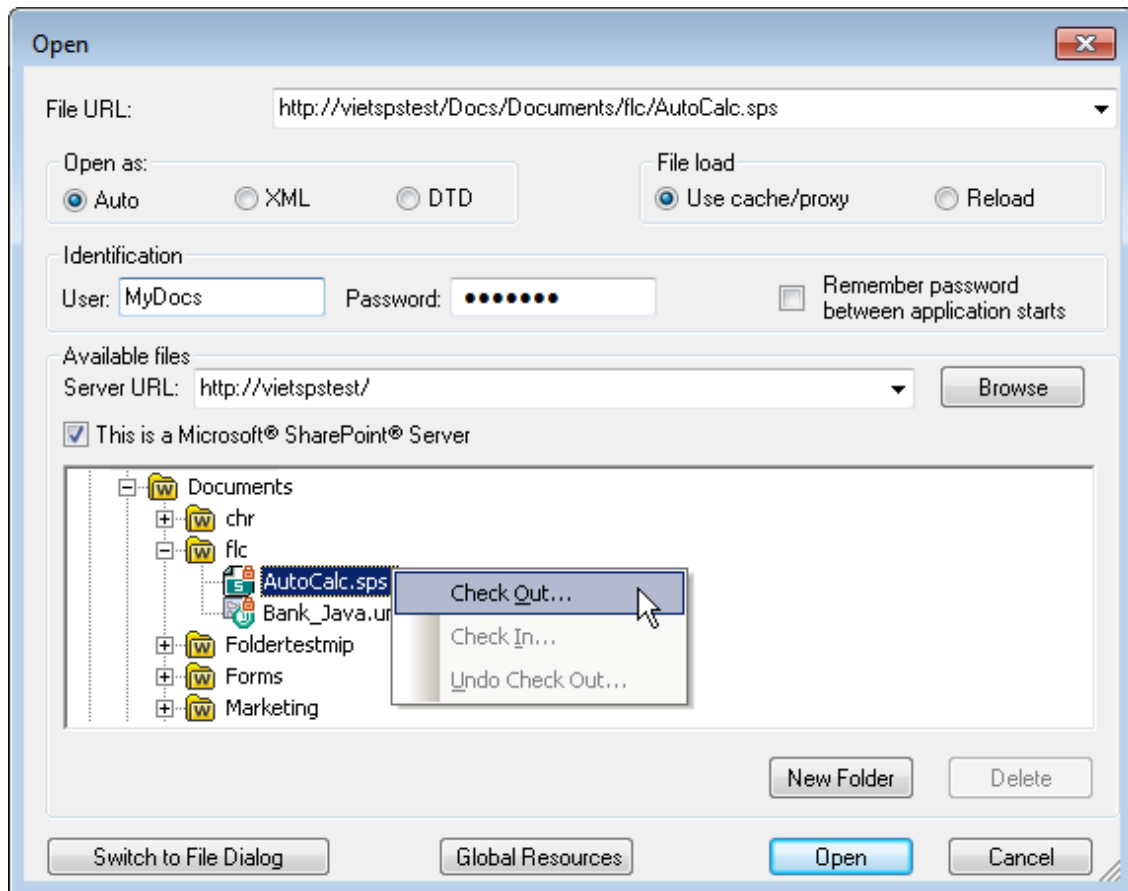 Open
File URL: http://vietspstest/Docs/Documents/flc/AutoCalc.sps
Open as:
Auto XML DTD
File load
Use cache/proxy Reload
Identification
User: MyDocs Password: •••••••
Remember password
between application starts
Available files
Server URL: http://vietspstest/ Browse
This is a Microsoft® SharePoint® Server
Documents
chr
flc
AutoCalc.sps
Bank_Java.u
Check Out...
Check In...
Undo Check Out...
Foldertestmip
Forms
Marketing
New Folder Delete
Switch to File Dialog Global Resources Open Cancel